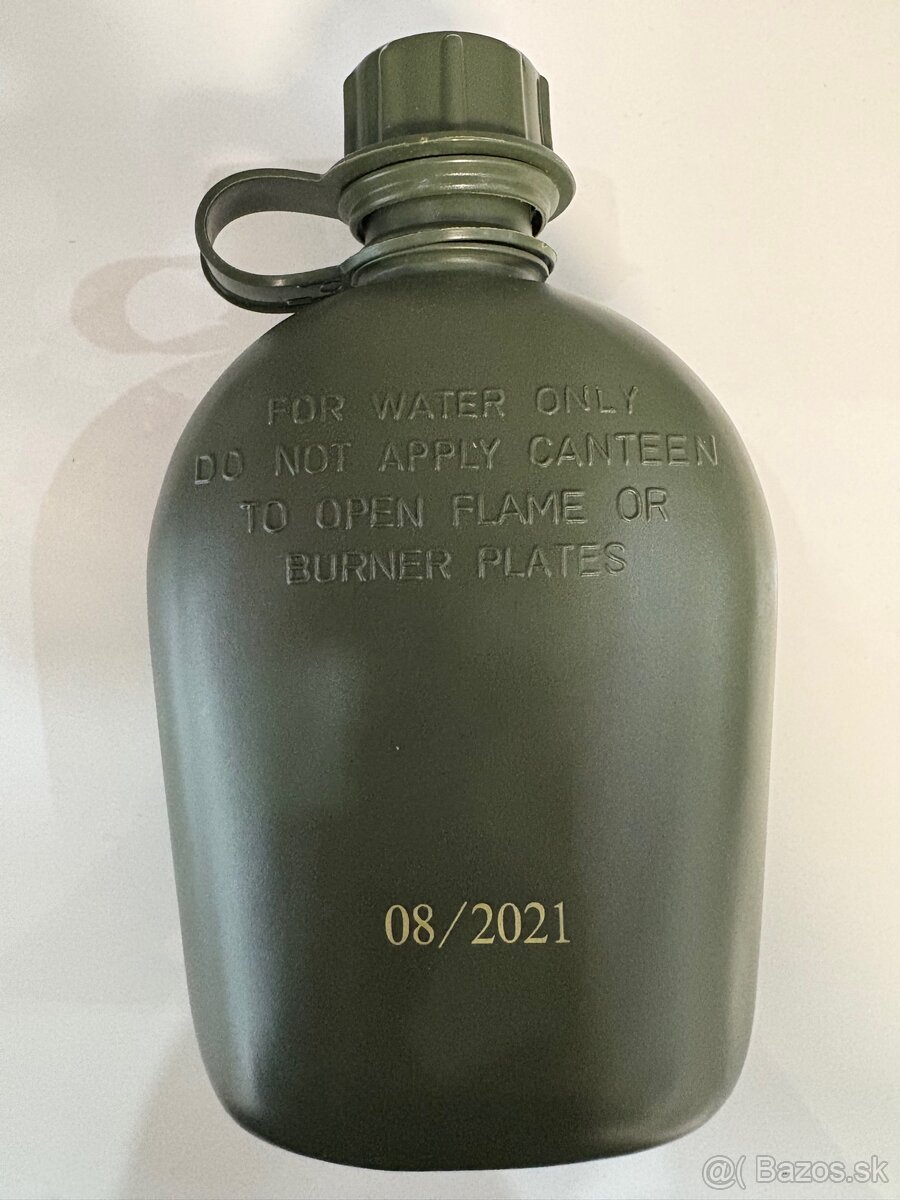 FOR WATER ONLY
DO NOT APPLY CANTEEN
TO OPEN FLAME OR
BURNER PLATES
08/2021
@( Bazos.sk